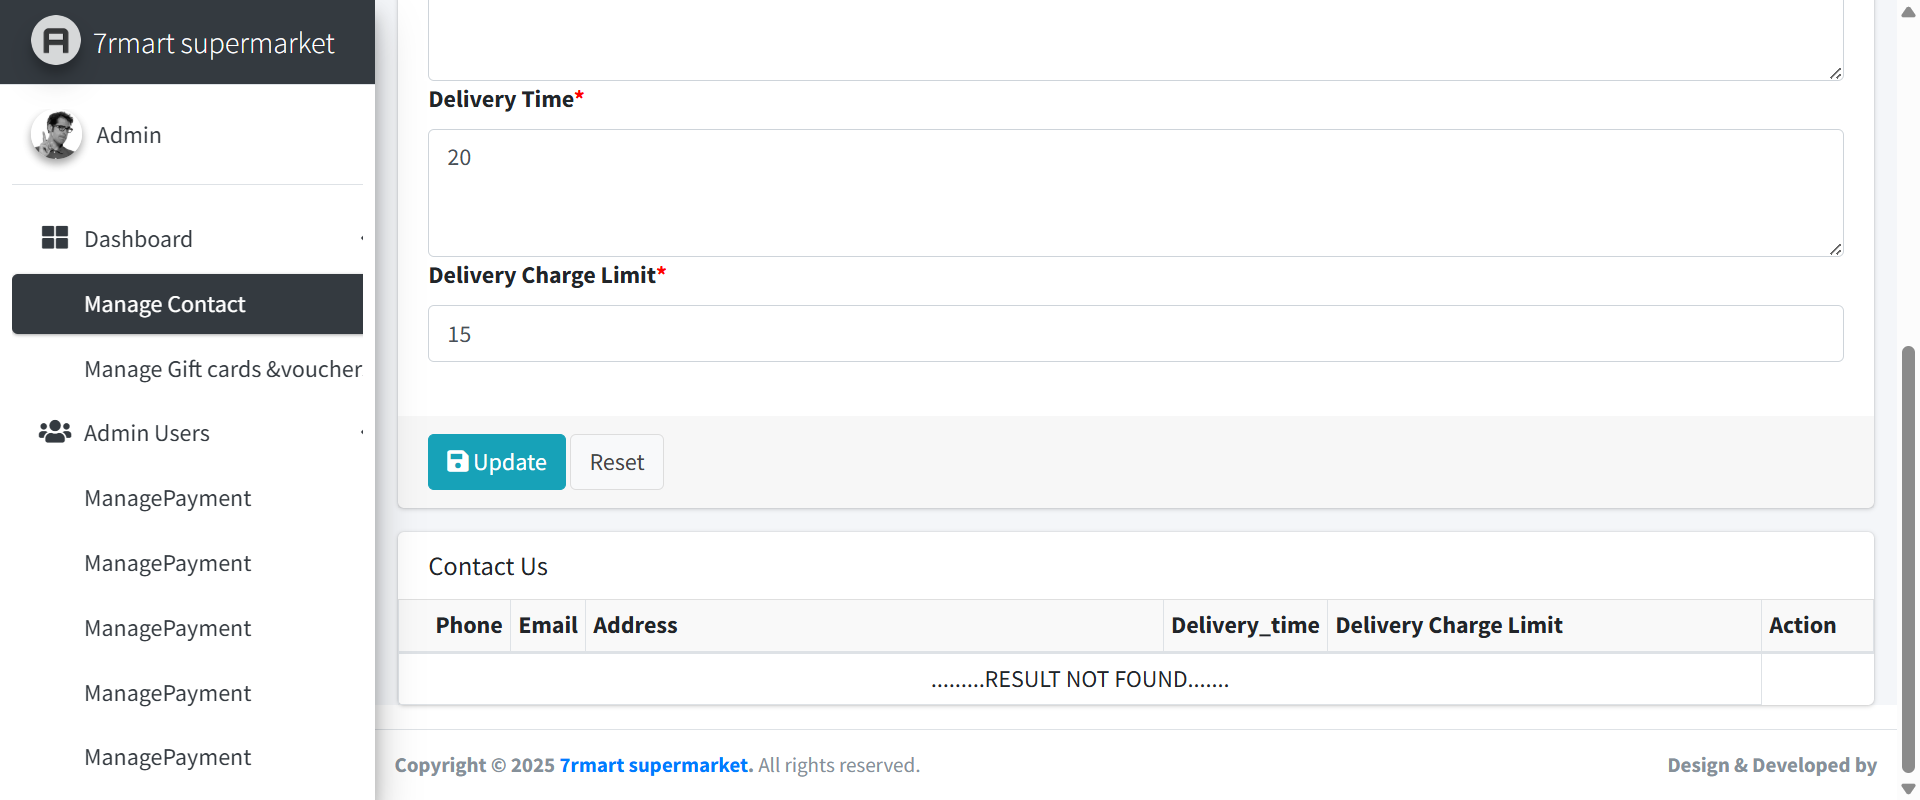 7rmart supermarket
Admin
Dashboard
Manage Contact
Manage Gift cards &voucher
Admin Users
ManagePayment
ManagePayment
ManagePayment
ManagePayment
ManagePayment
Delivery Time*
20
Delivery Charge Limit*
15
Update Reset
Contact Us
Phone Email Address Delivery_time Delivery Charge Limit Action
.........RESULT NOT FOUND.......
Copyright © 2025 7rmart supermarket. All rights reserved.
Design & Developed by